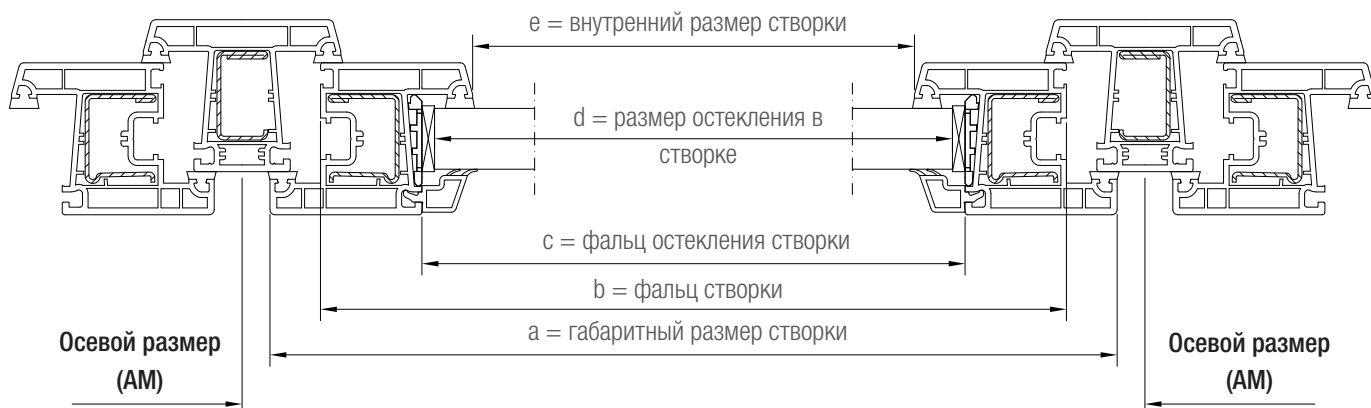 e = внутренний размер створки
d = размер остекления в
створке
c = фальц остекления створки
b = фальц створки
a = габаритный размер створки
Осевой размер
(AM)
Осевой размер
(AM)